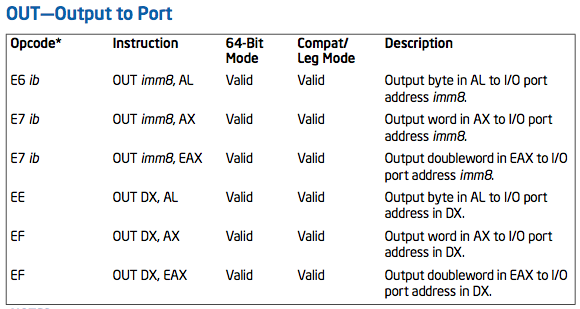 OUT—Output to Port
Opcode* Instruction 64-Bit Mode Compat/ Leg Mode Description
E6 ib OUT imm8, AL Valid Valid Output byte in AL to I/O port
address imm8.
E7 ib OUT imm8, AX Valid Valid Output word in AX to I/O port
address imm8.
E7 ib OUT imm8, EAX Valid Valid Output doubleword in EAX to I/O
port address imm8.
EE OUT DX, AL Valid Valid Output byte in AL to I/O port
address in DX.
EF OUT DX, AX Valid Valid Output word in AX to I/O port
address in DX.
EF OUT DX, EAX Valid Valid Output doubleword in EAX to I/O
port address in DX.